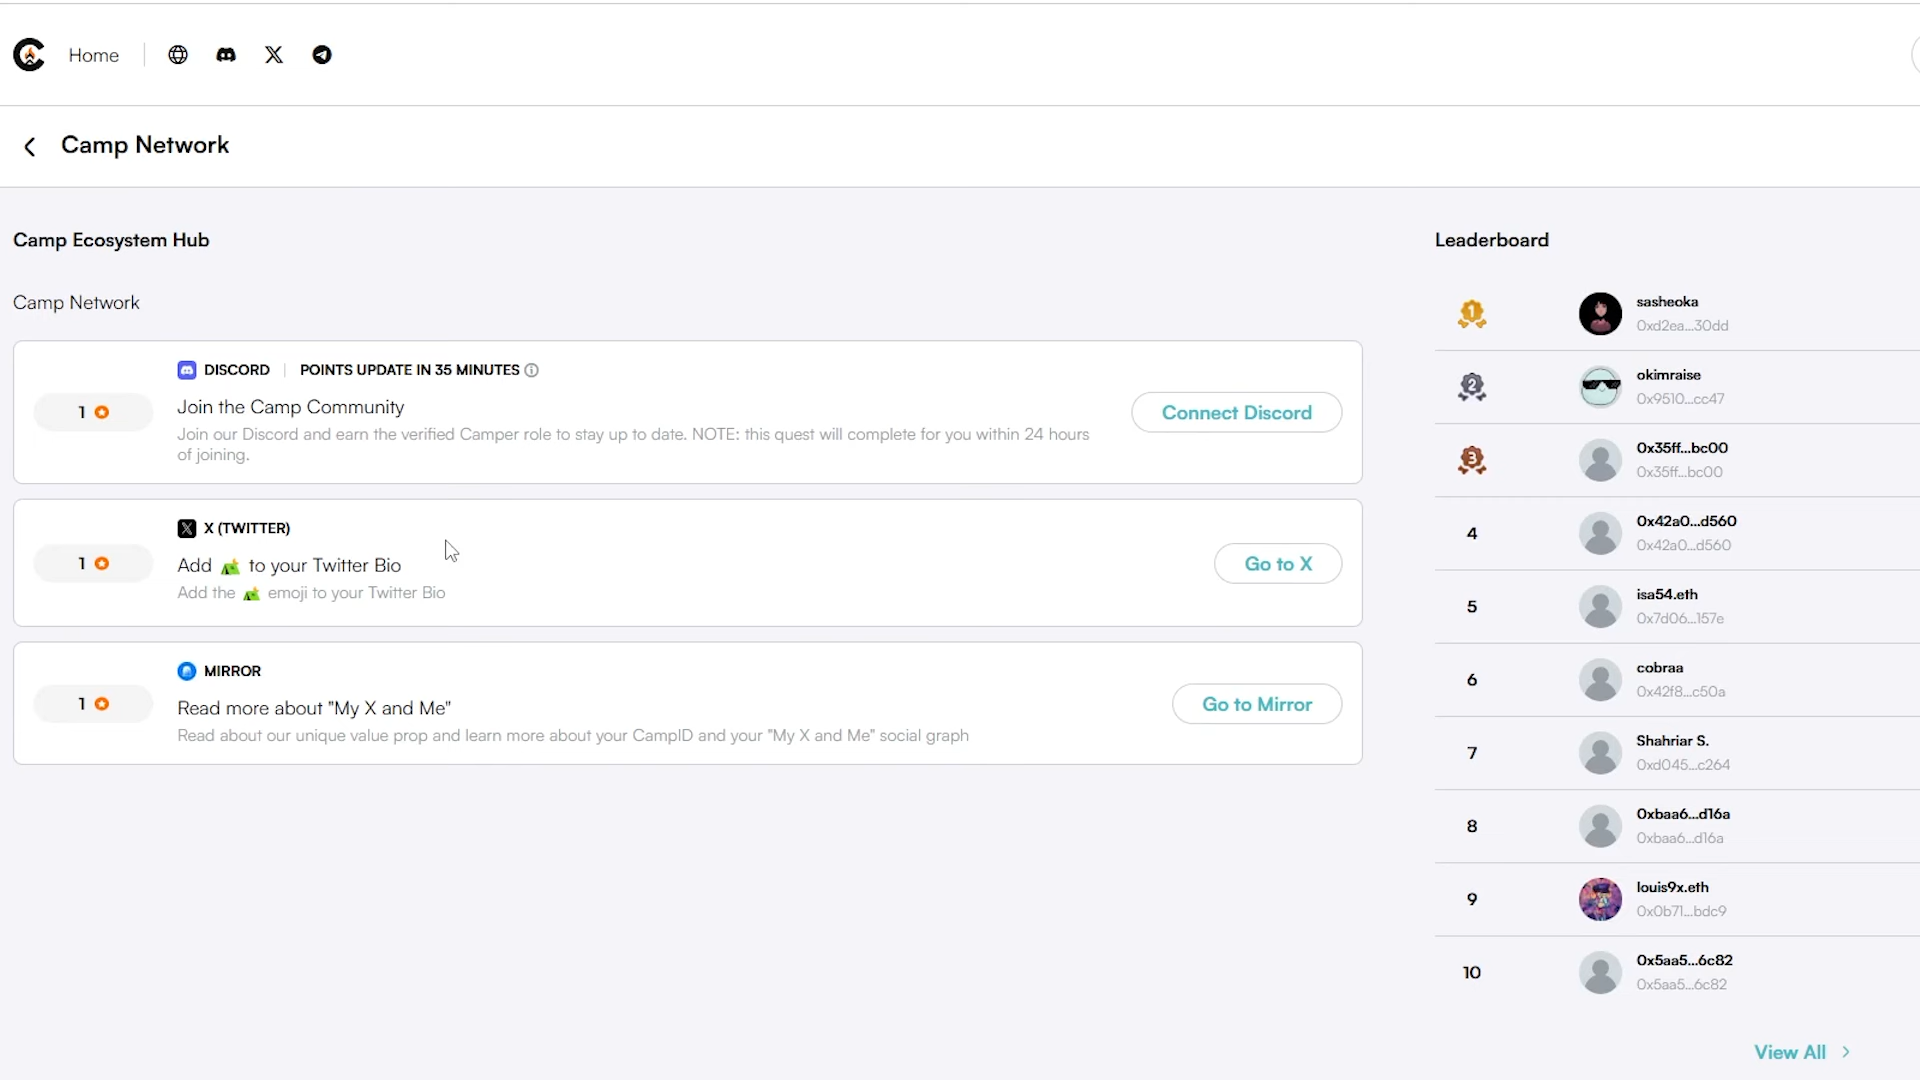 Home
Camp Network
Camp Ecosystem Hub
Camp Network
DISCORD
POINTS UPDATE IN 35 MINUTES
1
Join the Camp Community
Join our Discord and earn the verified Camper role to stay up to date. NOTE: this quest will complete for you within 24 hours
of joining.
Connect Discord
X (TWITTER)
1
Add 🏕️ to your Twitter Bio
Add the 🏕️ emoji to your Twitter Bio
Go to X
MIRROR
1
Read more about "My X and Me"
Read about our unique value prop and learn more about your CampID and your "My X and Me" social graph
Go to Mirror
Leaderboard
1
sasheoka
0xd2ea...30dd
2
okimraise
0x9510...cc47
3
0x35ff...bc00
0x35ff...bc00
4
0x42a0...d560
0x42a0...d560
5
isa54.eth
0x7d06...157e
6
cobraa
0x42f8...c50a
7
Shahriar S.
0xd045...c264
8
0xbaa6...d16a
0xbaa6...d16a
9
louis9x.eth
0x0b71...bdc9
10
0x5aa5...6c82
0x5aa5...6c82
View All